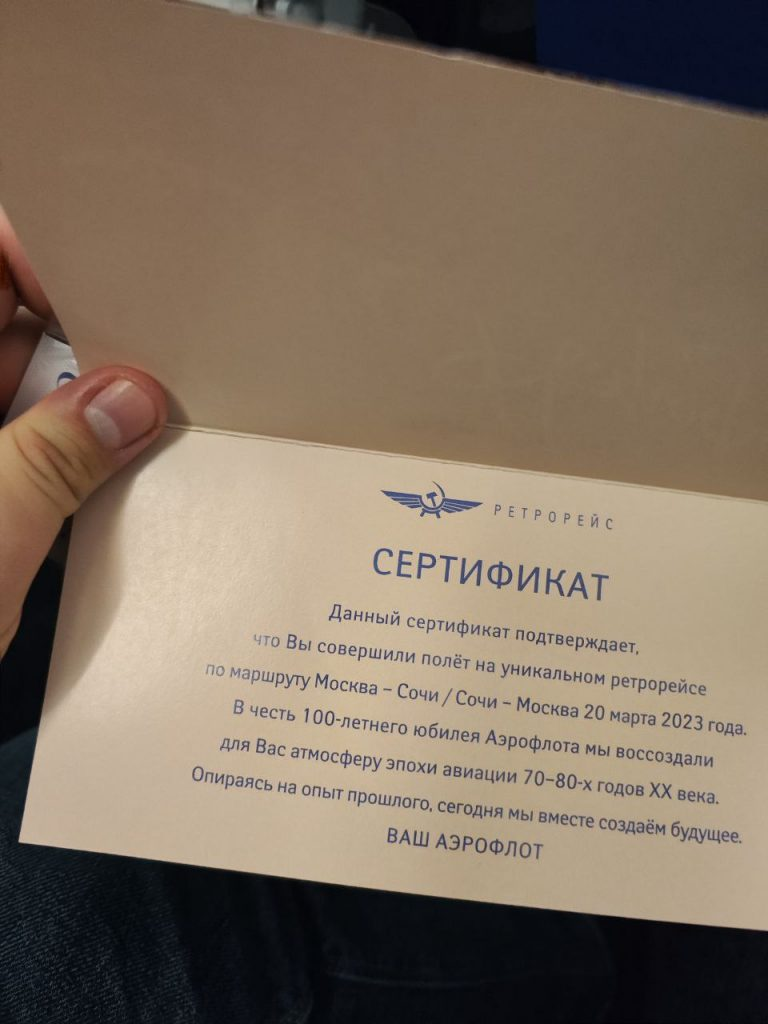 РЕТРОРЕЙС
СЕРТИФИКАТ
Данный сертификат подтверждает,
что Вы совершили полёт на уникальном ретрорейсе
по маршруту Москва – Сочи / Сочи – Москва 20 марта 2023 года.
В честь 100-летнего юбилея Аэрофлота мы воссоздали
для Вас атмосферу эпохи авиации 70–80-х годов XX века.
Опираясь на опыт прошлого, сегодня мы вместе создаём будущее.
ВАШ АЭРОФЛОТ